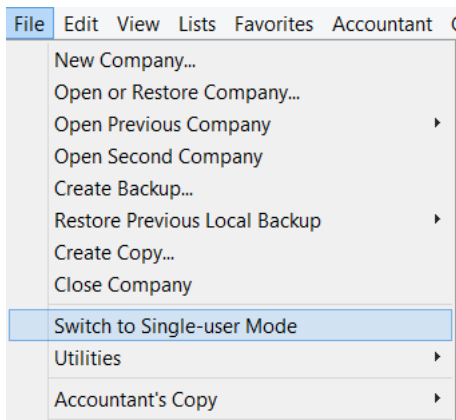 File Edit View Lists Favorites Accountant
New Company...
Open or Restore Company...
Open Previous Company
Open Second Company
Create Backup...
Restore Previous Local Backup
Create Copy...
Close Company
Switch to Single-user Mode
Utilities
Accountant's Copy